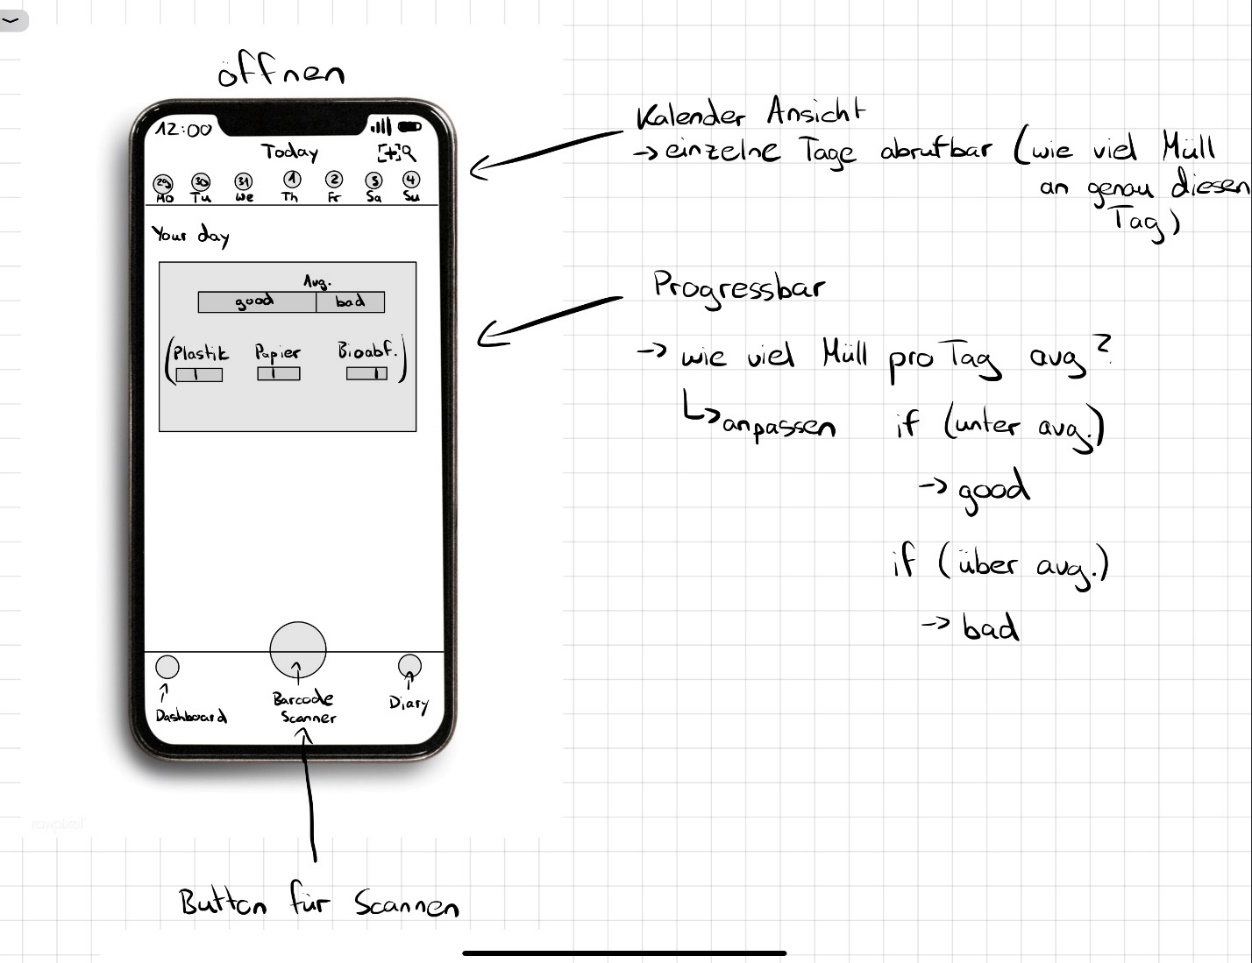 öffnen
12:00
Today
29 30 31 1 2 3 4
Mo Tu We Th Fr Sa Su
Your day
Avg.
good bad
(Plastik Papier Bioabf.)
Dashboard
Barcode
Scanner
Diary
Button für Scannen
Kalender Ansicht
-> einzelne Tage abrufbar (wie viel Müll
an genau diesen
Tag)
Progressbar
-> wie viel Müll pro Tag avg?
↳> anpassen if (unter avg.)
-> good
if (über avg.)
-> bad